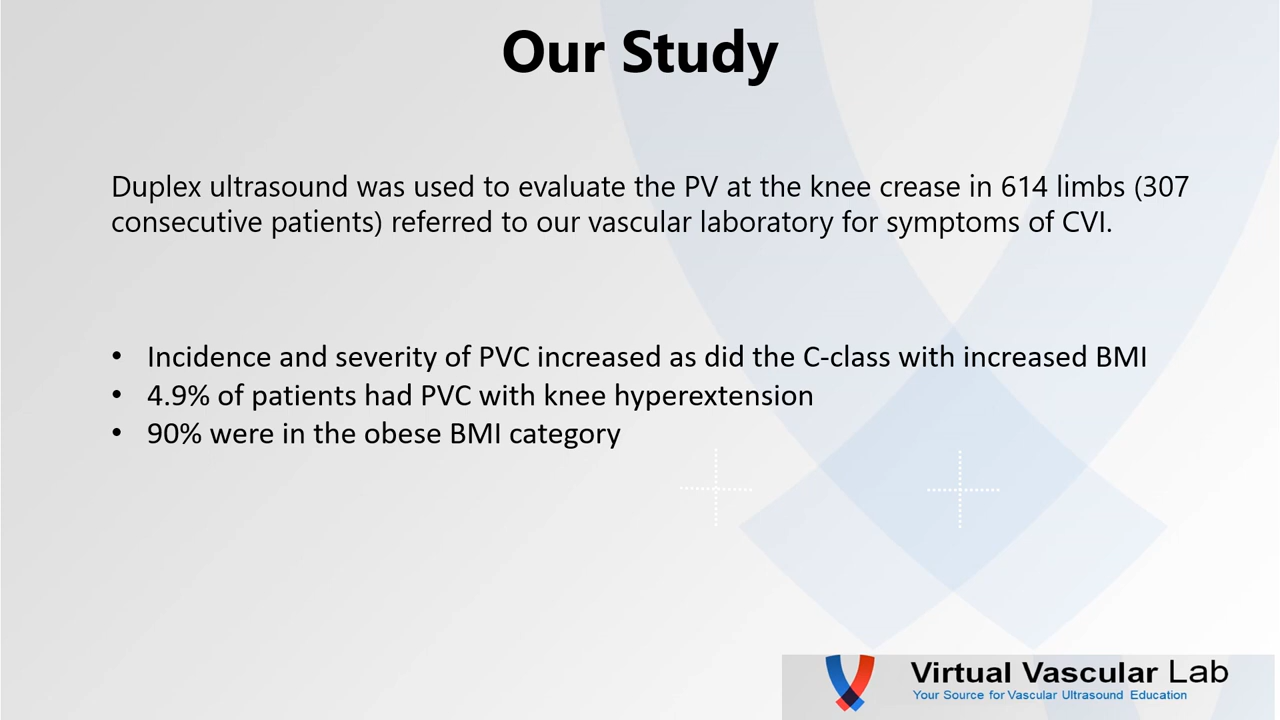 Our Study
Duplex ultrasound was used to evaluate the PV at the knee crease in 614 limbs (307
consecutive patients) referred to our vascular laboratory for symptoms of CVI.
• Incidence and severity of PVC increased as did the C-class with increased BMI
• 4.9% of patients had PVC with knee hyperextension
• 90% were in the obese BMI category
Virtual Vascular Lab
Your Source for Vascular Ultrasound Education